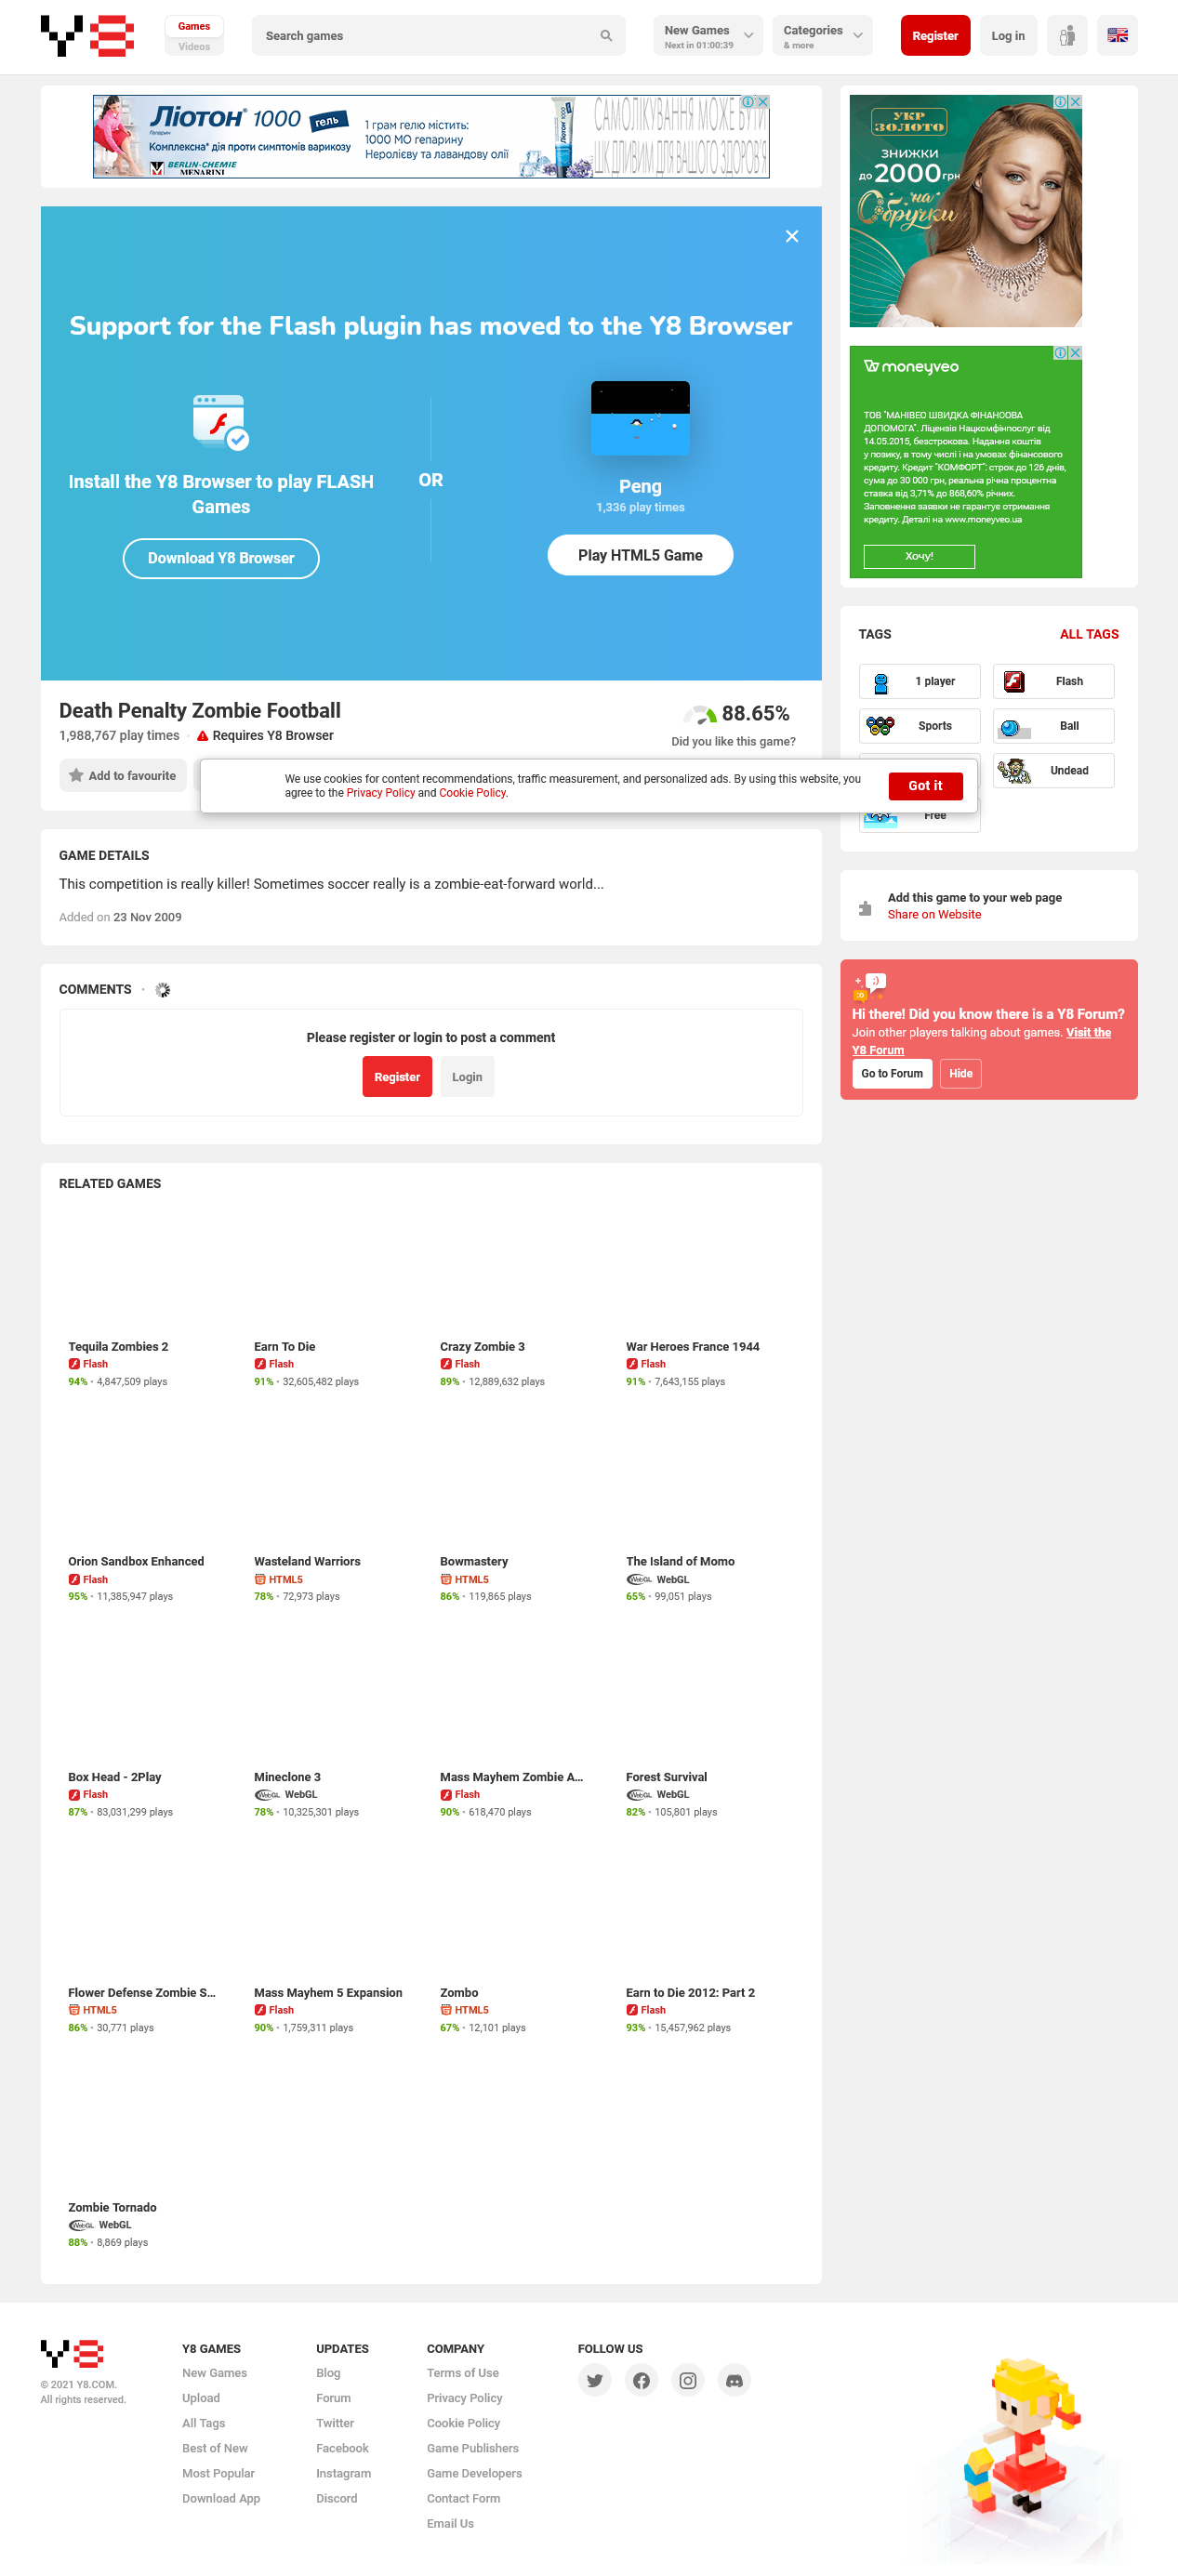 Y8
Games
Videos
Search games
New Games
Next in 01:00:39
Categories
& more
Register
Log in
Ліотон® 1000 гель
Гепарин
Комплексна* дія проти симптомів варикозу
BERLIN-CHEMIE
MENARINI
1 грам гелю містить:
1000 МО гепарину
Неролієву та лавандову олії
САМОЛІКУВАННЯ МОЖЕ БУТИ
ШКІДЛИВИМ ДЛЯ ВАШОГО ЗДОРОВ'Я
УКР
ЗОЛОТО
ЗНИЖКИ
до 2000 грн
на
Обручки
Support for the Flash plugin has moved to the Y8 Browser
Install the Y8 Browser to play FLASH
Games
Download Y8 Browser
OR
Peng
1,336 play times
Play HTML5 Game
moneyveo
ТОВ "МАНІВЕО ШВИДКА ФІНАНСОВА
ДОПОМОГА". Ліцензія Нацкомфінпослуг від
14.05.2015, безстрокова. Надання коштів
у позику, в тому числі і на умовах фінансового
кредиту. Кредит "КОМФОРТ": строк до 126 днів,
сума до 30 000 грн, реальна річна процентна
ставка від 3,71% до 868,60% річних.
Заповнення заявки не гарантує отримання
кредиту. Деталі на www.moneyveo.ua
Хочу!
Death Penalty Zombie Football
1,988,767 play times
Requires Y8 Browser
88.65%
Did you like this game?
Add to favourite
We use cookies for content recommendations, traffic measurement, and personalized ads. By using this website, you
agree to the Privacy Policy and Cookie Policy.
Got it
TAGS
ALL TAGS
1 player
Flash
Sports
Ball
Undead
Free
GAME DETAILS
This competition is really killer! Sometimes soccer really is a zombie-eat-forward world...
Added on 23 Nov 2009
Add this game to your web page
Share on Website
COMMENTS
Please register or login to post a comment
Register
Login
Hi there! Did you know there is a Y8 Forum?
Join other players talking about games. Visit the
Y8 Forum
Go to Forum
Hide
RELATED GAMES
Tequila Zombies 2
Flash
94% • 4,847,509 plays
Earn To Die
Flash
91% • 32,605,482 plays
Crazy Zombie 3
Flash
89% • 12,889,632 plays
War Heroes France 1944
Flash
91% • 7,643,155 plays
Orion Sandbox Enhanced
Flash
95% • 11,385,947 plays
Wasteland Warriors
HTML5
78% • 72,973 plays
Bowmastery
HTML5
86% • 119,865 plays
The Island of Momo
WebGL
65% • 99,051 plays
Box Head - 2Play
Flash
87% • 83,031,299 plays
Mineclone 3
WebGL
78% • 10,325,301 plays
Mass Mayhem Zombie A...
Flash
90% • 618,470 plays
Forest Survival
WebGL
82% • 105,801 plays
Flower Defense Zombie S...
HTML5
86% • 30,771 plays
Mass Mayhem 5 Expansion
Flash
90% • 1,759,311 plays
Zombo
HTML5
67% • 12,101 plays
Earn to Die 2012: Part 2
Flash
93% • 15,457,962 plays
Zombie Tornado
WebGL
88% • 8,869 plays
Y8
© 2021 Y8.COM.
All rights reserved.
Y8 GAMES
New Games
Upload
All Tags
Best of New
Most Popular
Download App
UPDATES
Blog
Forum
Twitter
Facebook
Instagram
Discord
COMPANY
Terms of Use
Privacy Policy
Cookie Policy
Game Publishers
Game Developers
Contact Form
Email Us
FOLLOW US